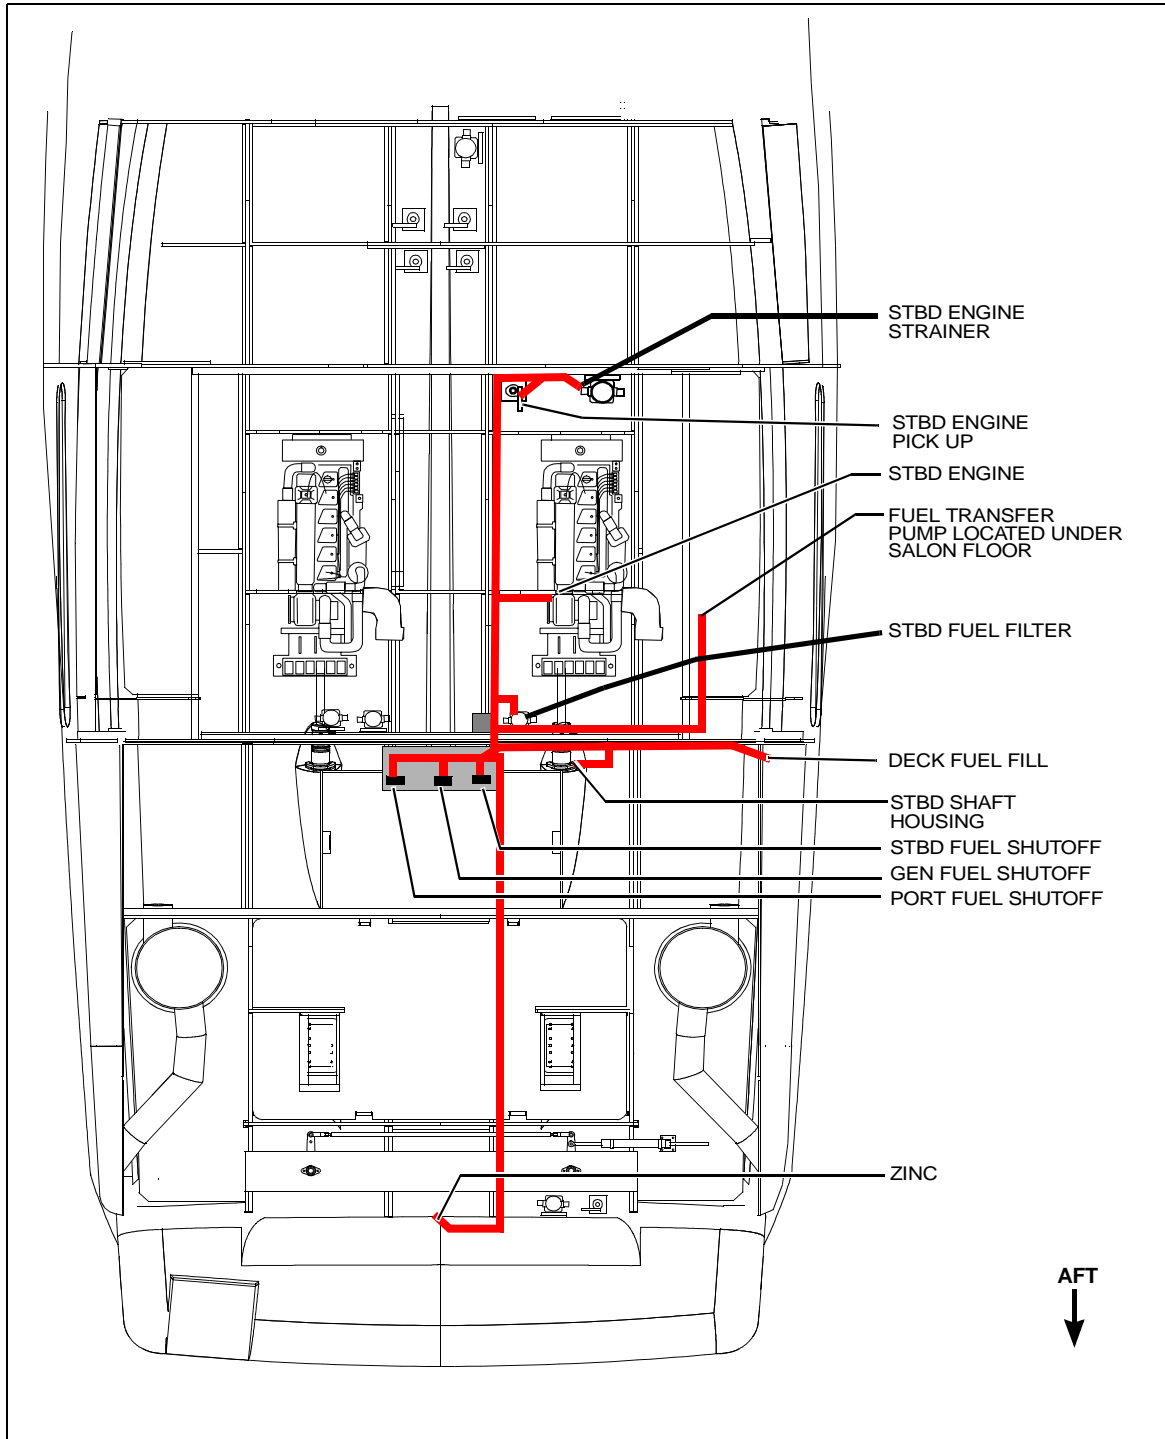 STBD ENGINE
STRAINER
STBD ENGINE
PICK UP
STBD ENGINE
FUEL TRANSFER
PUMP LOCATED UNDER
SALON FLOOR
STBD FUEL FILTER
DECK FUEL FILL
STBD SHAFT
HOUSING
STBD FUEL SHUTOFF
GEN FUEL SHUTOFF
PORT FUEL SHUTOFF
ZINC
AFT